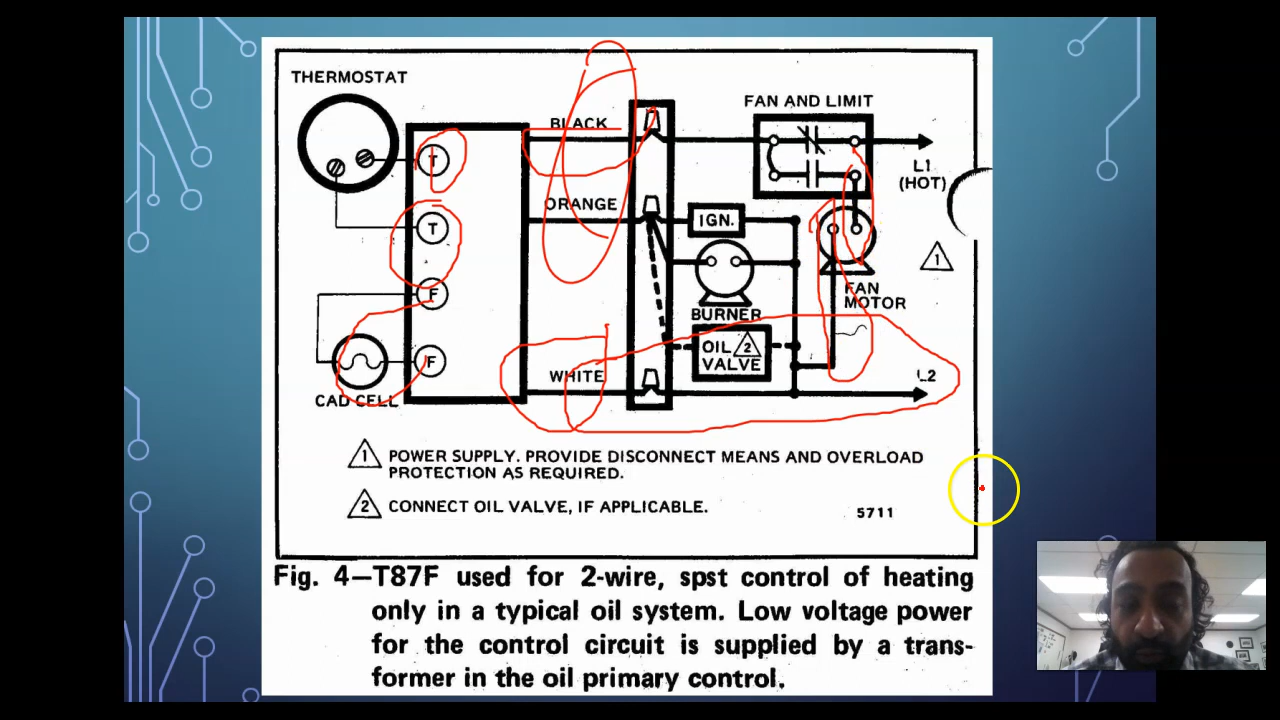 THERMOSTAT
FAN AND LIMIT
BLACK
T
L1
(HOT)
ORANGE
T
IGN.
1
F
FAN
MOTOR
BURNER
OIL 2
VALVE
F
WHITE
L2
CAD CELL
1 POWER SUPPLY. PROVIDE DISCONNECT MEANS AND OVERLOAD
PROTECTION AS REQUIRED.
2 CONNECT OIL VALVE, IF APPLICABLE.
5711
Fig. 4—T87F used for 2-wire, spst control of heating
only in a typical oil system. Low voltage power
for the control circuit is supplied by a trans-
former in the oil primary control.